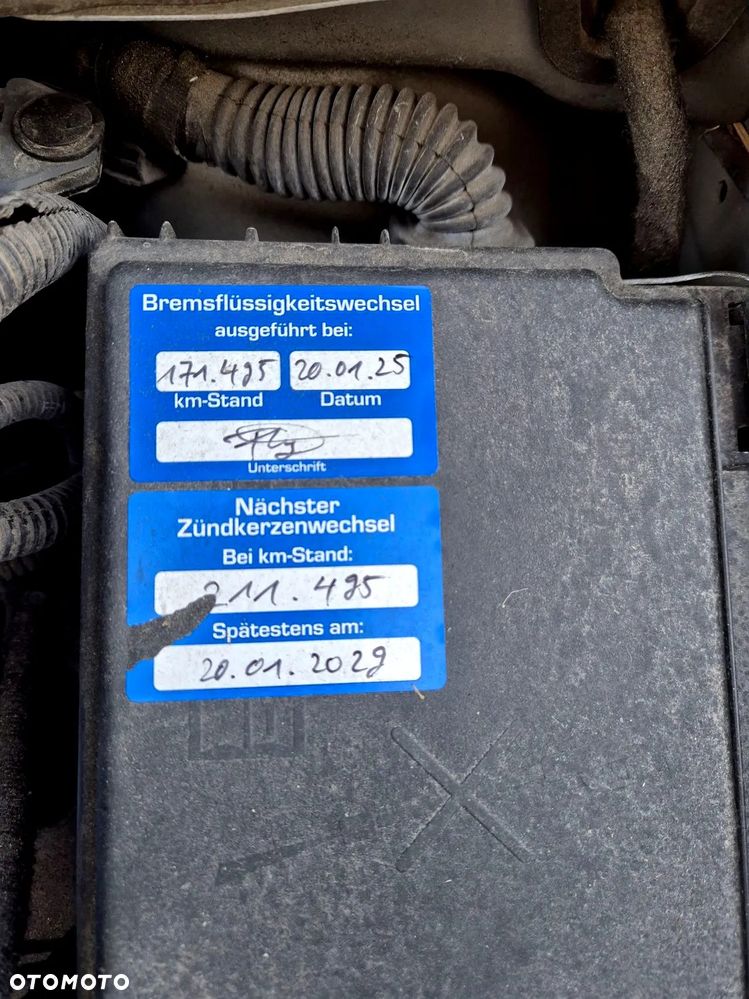 Bremsflüssigkeitswechsel
ausgeführt bei:
171.495 20.01.25
km-Stand Datum
Unterschrift
Nächster
Zündkerzenwechsel
Bei km-Stand:
211.495
Spätestens am:
20.01.2029
OTOMOTO